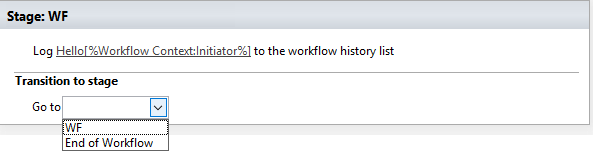 Stage: WF
Log Hello[%Workflow Context:Initiator%] to the workflow history list
Transition to stage
Go to
WF
End of Workflow